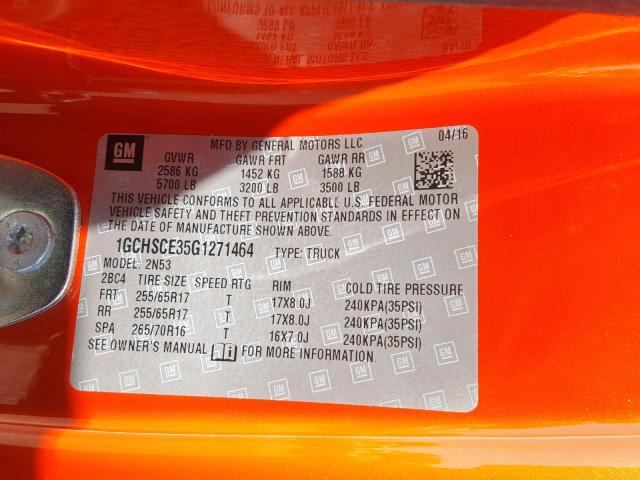 GM
MFD BY GENERAL MOTORS LLC
04/16
GVWR GAWR FRT GAWR RR
2586 KG 1452 KG 1588 KG
5700 LB 3200 LB 3500 LB
THIS VEHICLE CONFORMS TO ALL APPLICABLE U.S. FEDERAL MOTOR
VEHICLE SAFETY AND THEFT PREVENTION STANDARDS IN EFFECT ON
THE DATE OF MANUFACTURE SHOWN ABOVE.
1GCHSCE35G1271464 TYPE: TRUCK
MODEL: 2N53
2BC4 TIRE SIZE SPEED RTG RIM COLD TIRE PRESSURE
FRT 255/65R17 T 17X8.0J 240KPA(35PSI)
RR 255/65R17 T 17X8.0J 240KPA(35PSI)
SPA 265/70R16 T 16X7.0J 240KPA(35PSI)
SEE OWNER'S MANUAL FOR MORE INFORMATION.